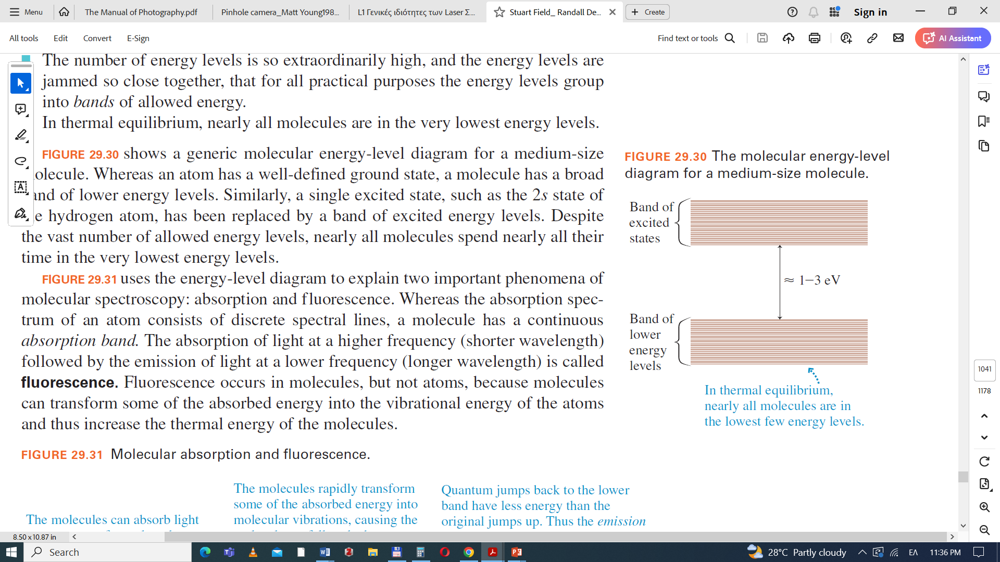 Menu
The Manual of Photography.pdf
Pinhole camera_Matt Young198...
L1 Γενικές ιδιότητες των Laser Σ...
Stuart Field_ Randall De...
Create
Sign in
All tools
Edit
Convert
E-Sign
Find text or tools
AI Assistant
The number of energy levels is so extraordinarily high, and the energy levels are
jammed so close together, that for all practical purposes the energy levels group
into bands of allowed energy.
In thermal equilibrium, nearly all molecules are in the very lowest energy levels.
FIGURE 29.30 shows a generic molecular energy-level diagram for a medium-size
olecule. Whereas an atom has a well-defined ground state, a molecule has a broad
and of lower energy levels. Similarly, a single excited state, such as the 2s state of
e hydrogen atom, has been replaced by a band of excited energy levels. Despite
the vast number of allowed energy levels, nearly all molecules spend nearly all their
time in the very lowest energy levels.
FIGURE 29.31 uses the energy-level diagram to explain two important phenomena of
molecular spectroscopy: absorption and fluorescence. Whereas the absorption spec-
trum of an atom consists of discrete spectral lines, a molecule has a continuous
absorption band. The absorption of light at a higher frequency (shorter wavelength)
followed by the emission of light at a lower frequency (longer wavelength) is called
fluorescence. Fluorescence occurs in molecules, but not atoms, because molecules
can transform some of the absorbed energy into the vibrational energy of the atoms
and thus increase the thermal energy of the molecules.
FIGURE 29.31 Molecular absorption and fluorescence.
The molecules can absorb light
The molecules rapidly transform
some of the absorbed energy into
molecular vibrations, causing the
Quantum jumps back to the lower
band have less energy than the
original jumps up. Thus the emission
FIGURE 29.30 The molecular energy-level
diagram for a medium-size molecule.
Band of
excited
states
≈ 1–3 eV
Band of
lower
energy
levels
In thermal equilibrium,
nearly all molecules are in
the lowest few energy levels.
1041
1178
8.50 x 10.87 in
Search
28°C Partly cloudy
ΕΛ
11:36 PM